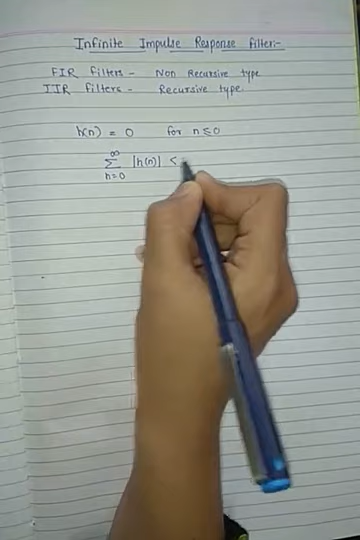 Infinite Impulse Response filter:-
FIR filters - Non Recursive type
IIR filters - Recursive type.
h(n) = 0 for n ≤ 0
∞
∑ |h(n)| <
n=0